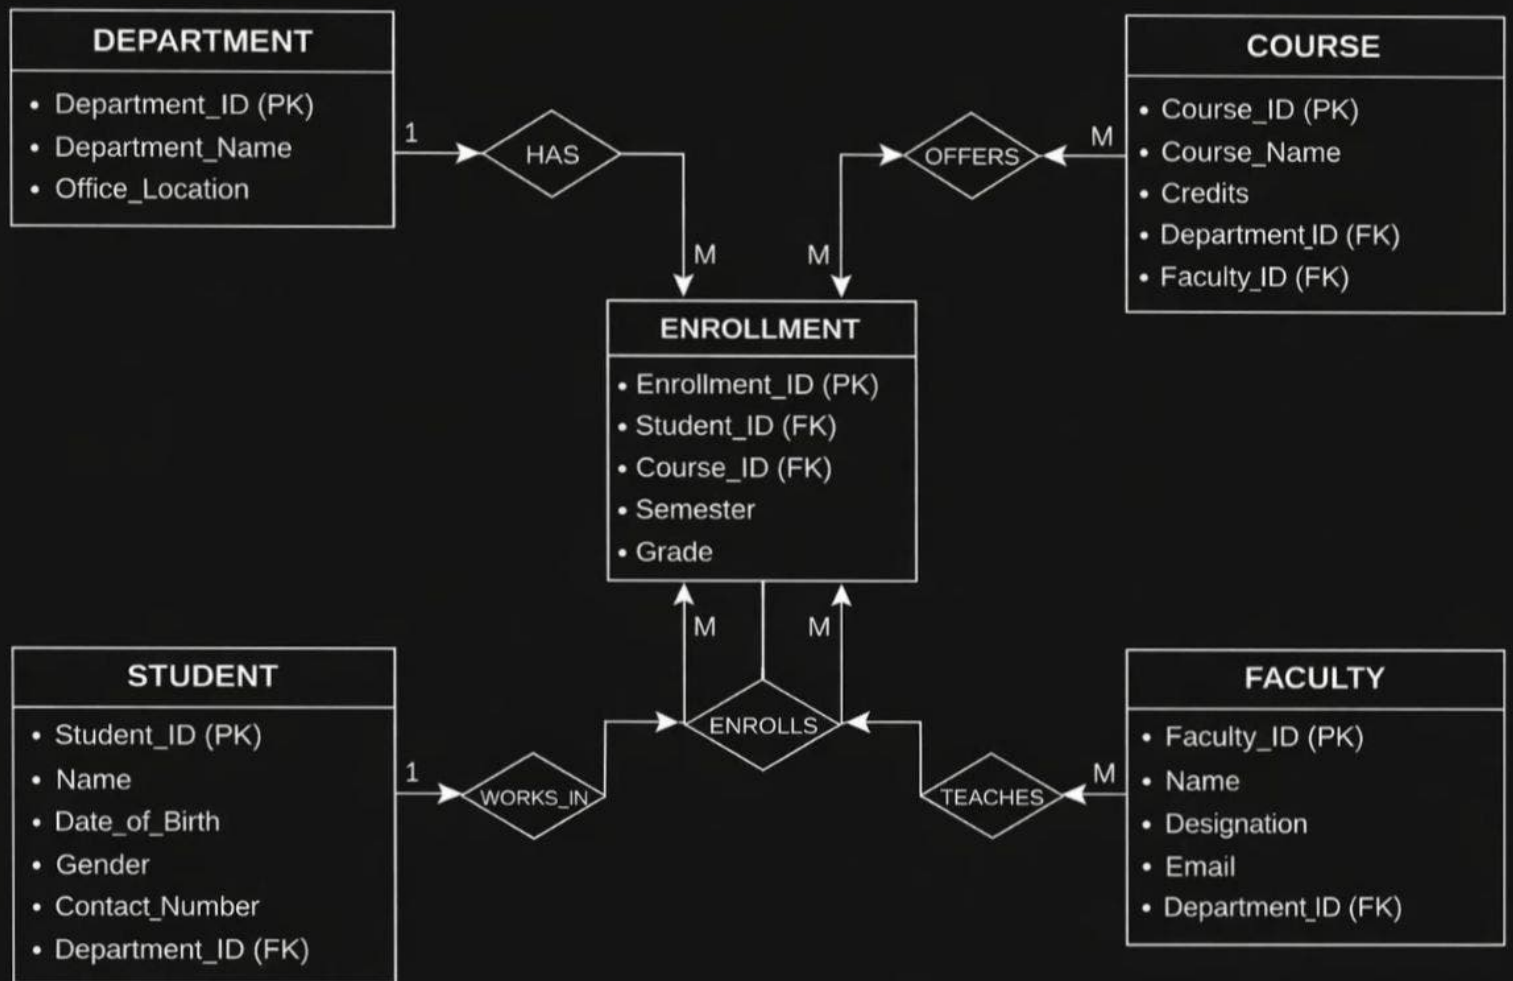 DEPARTMENT
• Department_ID (PK)
• Department_Name
• Office_Location
1
HAS
M
COURSE
• Course_ID (PK)
• Course_Name
• Credits
• Department_ID (FK)
• Faculty_ID (FK)
M
OFFERS
M
ENROLLMENT
• Enrollment_ID (PK)
• Student_ID (FK)
• Course_ID (FK)
• Semester
• Grade
M
M
ENROLLS
STUDENT
• Student_ID (PK)
• Name
• Date_of_Birth
• Gender
• Contact_Number
• Department_ID (FK)
1
WORKS_IN
TEACHES
M
FACULTY
• Faculty_ID (PK)
• Name
• Designation
• Email
• Department_ID (FK)